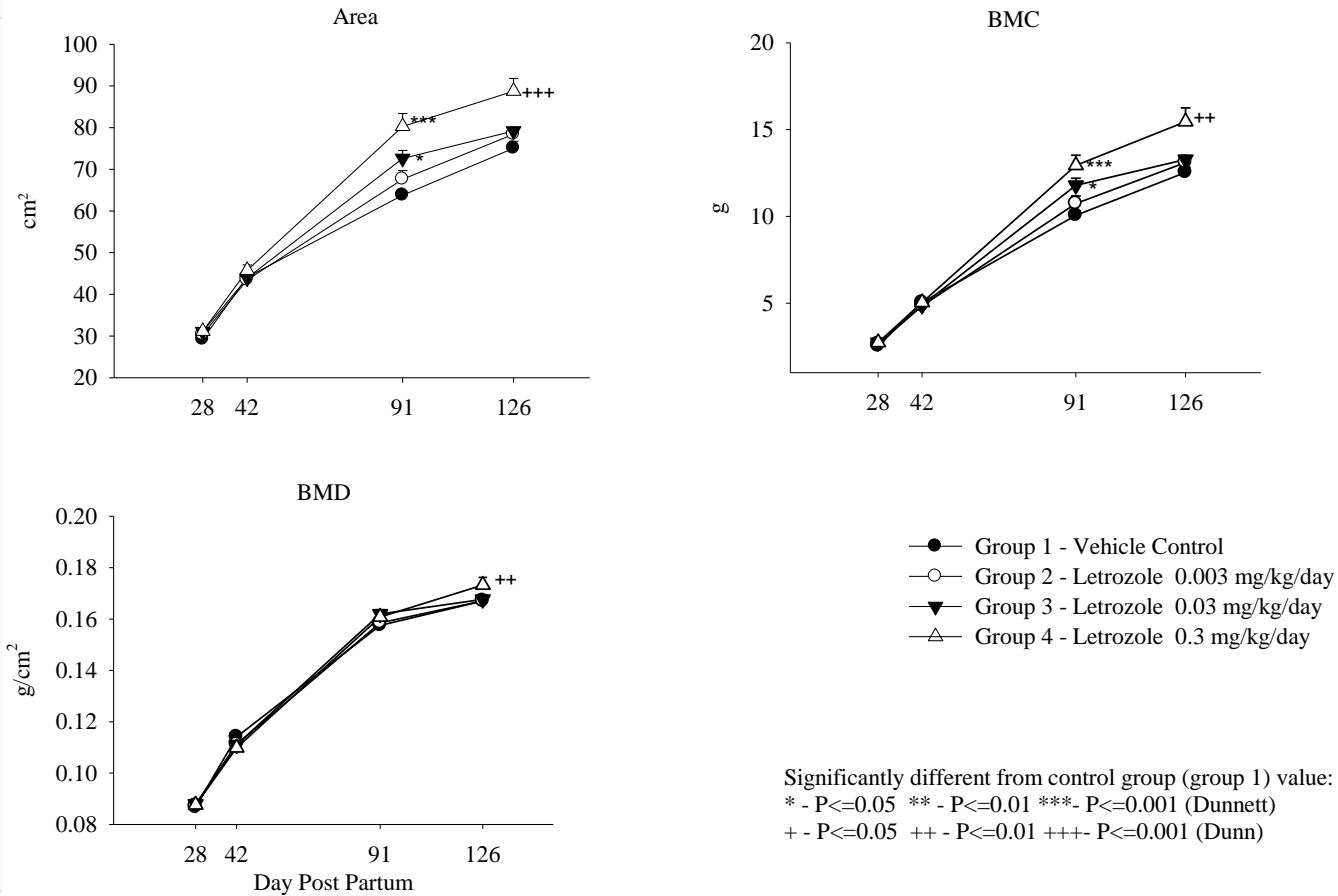 Area
100
90
80
70
60
50
40
30
20
cm²
***
*
+++
28 42 91 126
BMC
20
15
10
5
g
***
*
++
28 42 91 126
BMD
0.20
0.18
0.16
0.14
0.12
0.10
0.08
g/cm²
++
28 42 91 126
Day Post Partum
Group 1 - Vehicle Control
Group 2 - Letrozole 0.003 mg/kg/day
Group 3 - Letrozole 0.03 mg/kg/day
Group 4 - Letrozole 0.3 mg/kg/day
Significantly different from control group (group 1) value:
* - P<=0.05 ** - P<=0.01 ***- P<=0.001 (Dunnett)
+ - P<=0.05 ++ - P<=0.01 +++- P<=0.001 (Dunn)